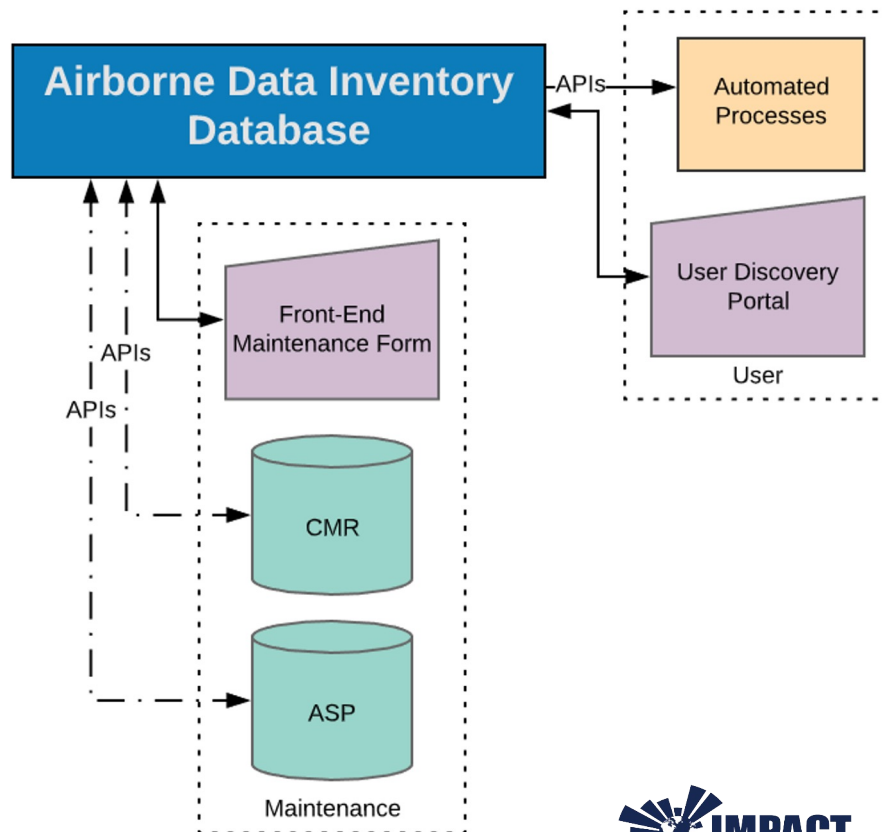 Airborne Data Inventory
Database
APIs
Automated
Processes
User Discovery
Portal
User
Front-End
Maintenance Form
APIs
APIs
CMR
ASP
Maintenance
IMPACT